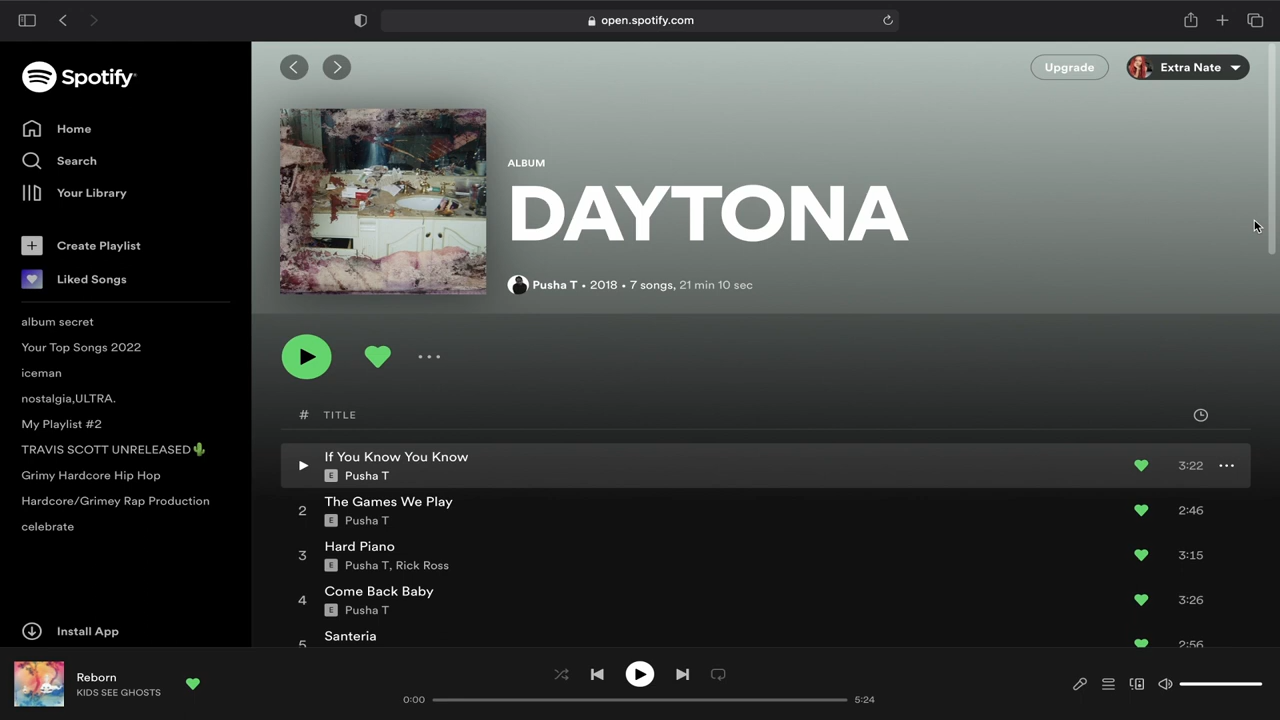 open.spotify.com
Spotify
Home
Search
Your Library
Create Playlist
Liked Songs
album secret
Your Top Songs 2022
iceman
nostalgia,ULTRA.
My Playlist #2
TRAVIS SCOTT UNRELEASED🌵
Grimy Hardcore Hip Hop
Hardcore/Grimey Rap Production
celebrate
Install App
Upgrade
Extra Nate
ALBUM
DAYTONA
Pusha T • 2018 • 7 songs, 21 min 10 sec
# TITLE
If You Know You Know
E Pusha T
3:22
2 The Games We Play
E Pusha T
2:46
3 Hard Piano
E Pusha T, Rick Ross
3:15
4 Come Back Baby
E Pusha T
3:26
5 Santeria
2:56
Reborn
KIDS SEE GHOSTS
0:00
5:24